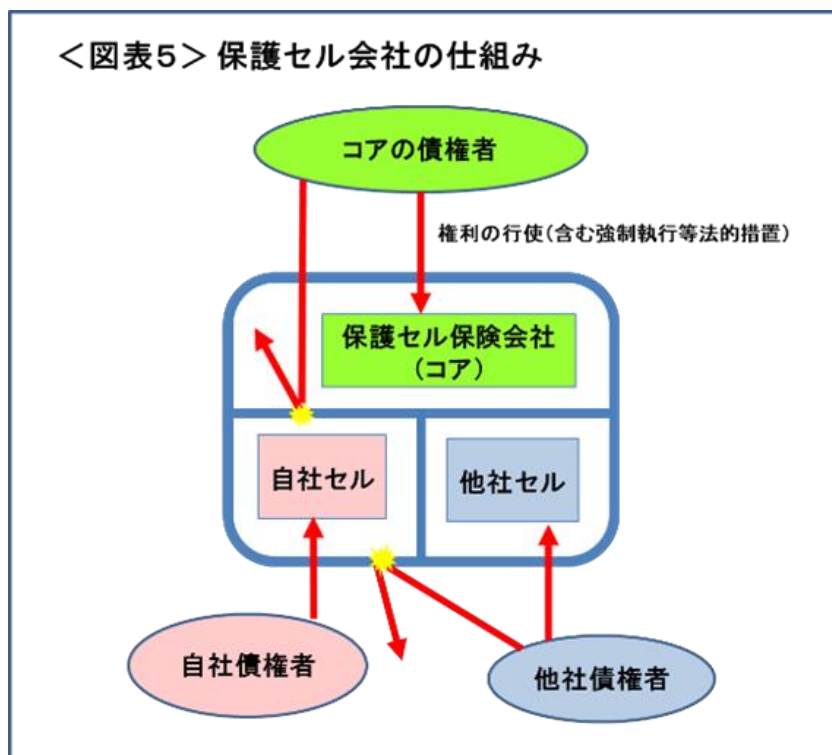 ＜図表5＞保護セル会社の仕組み
コアの債権者
権利の行使(含む強制執行等法的措置)
保護セル保険会社
(コア)
自社セル
他社セル
自社債権者
他社債権者